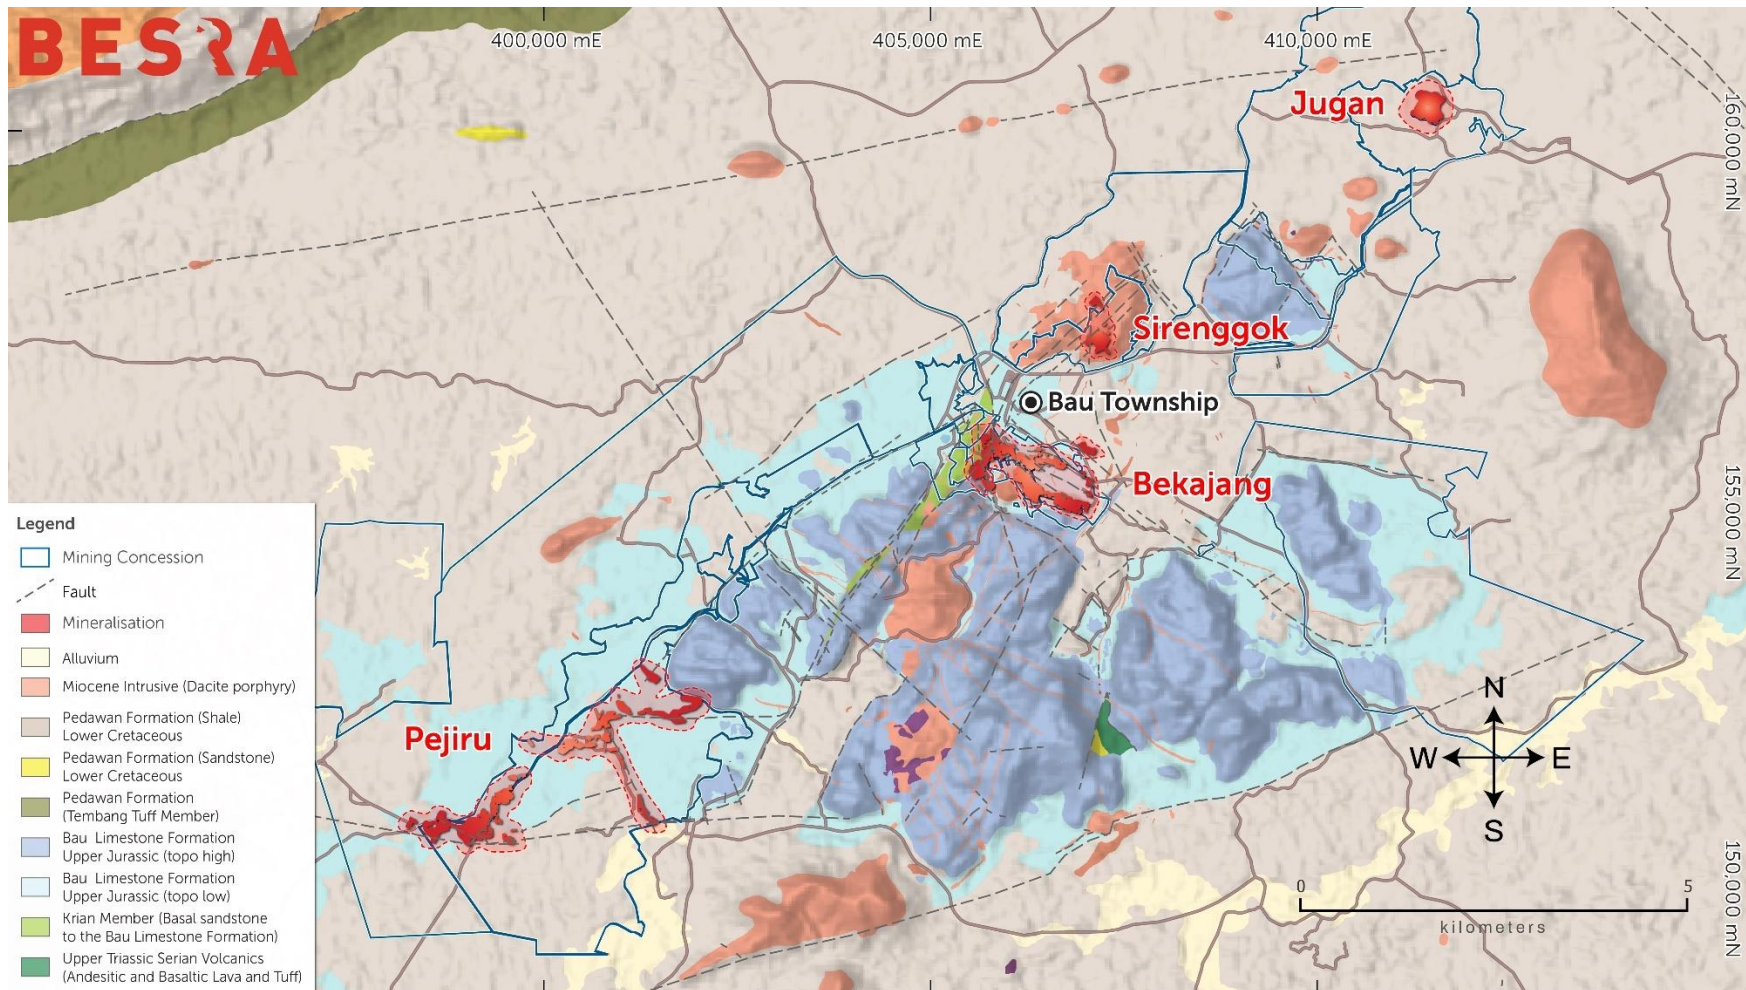 BESRA
400,000 mE
405,000 mE
410,000 mE
160,000 mN
Jugan
Sirenggok
Bau Township
Bekajang
155,000 mN
Pejiru
Legend
Mining Concession
Fault
Mineralisation
Alluvium
Miocene Intrusive (Dacite porphyry)
Pedawan Formation (Shale)
Lower Cretaceous
Pedawan Formation (Sandstone)
Lower Cretaceous
Pedawan Formation
(Tembang Tuff Member)
Bau Limestone Formation
Upper Jurassic (topo high)
Bau Limestone Formation
Upper Jurassic (topo low)
Krian Member (Basal sandstone
to the Bau Limestone Formation)
Upper Triassic Serian Volcanics
(Andesitic and Basaltic Lava and Tuff)
N
W
E
S
150,000 mN
0
5
kilometers